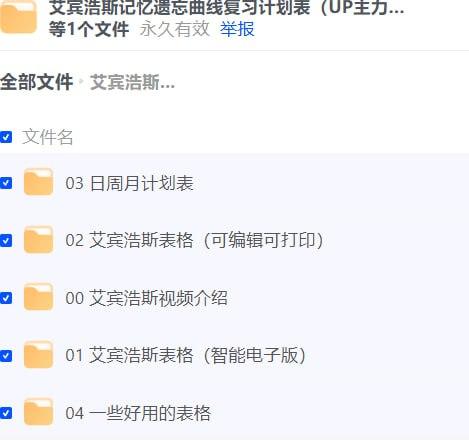 艾宾浩斯记忆遗忘曲线复习计划表（UP主力...
等1个文件 永久有效 举报
全部文件 艾宾浩斯...
文件名
03 日周月计划表
02 艾宾浩斯表格（可编辑可打印）
00 艾宾浩斯视频介绍
01 艾宾浩斯表格（智能电子版）
04 一些好用的表格